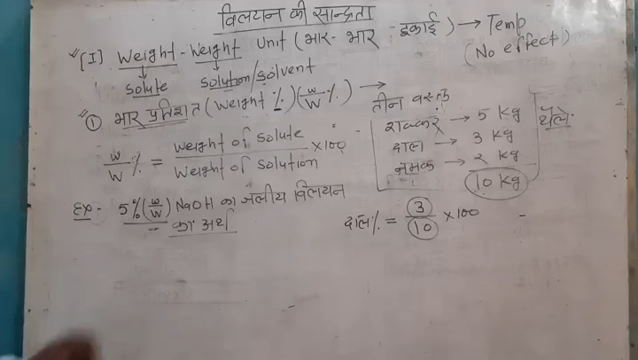 विलयन की सान्द्रता
[I] Weight-Weight Unit (भार-भार इकाई) → Temp
(No effect)
solute solution/solvent
① भार प्रतिशत (Weight %) (w/W %) →
w/W % = Weight of Solute / Weight of Solution × 100
तीन वस्तु
शक्कर → 5 Kg
दाल → 3 Kg
नमक → 2 Kg
10 Kg
थैले
Ex- 5% (w/W) NaOH का जलीय विलयन
का अर्थ
दाल% = 3/10 × 100